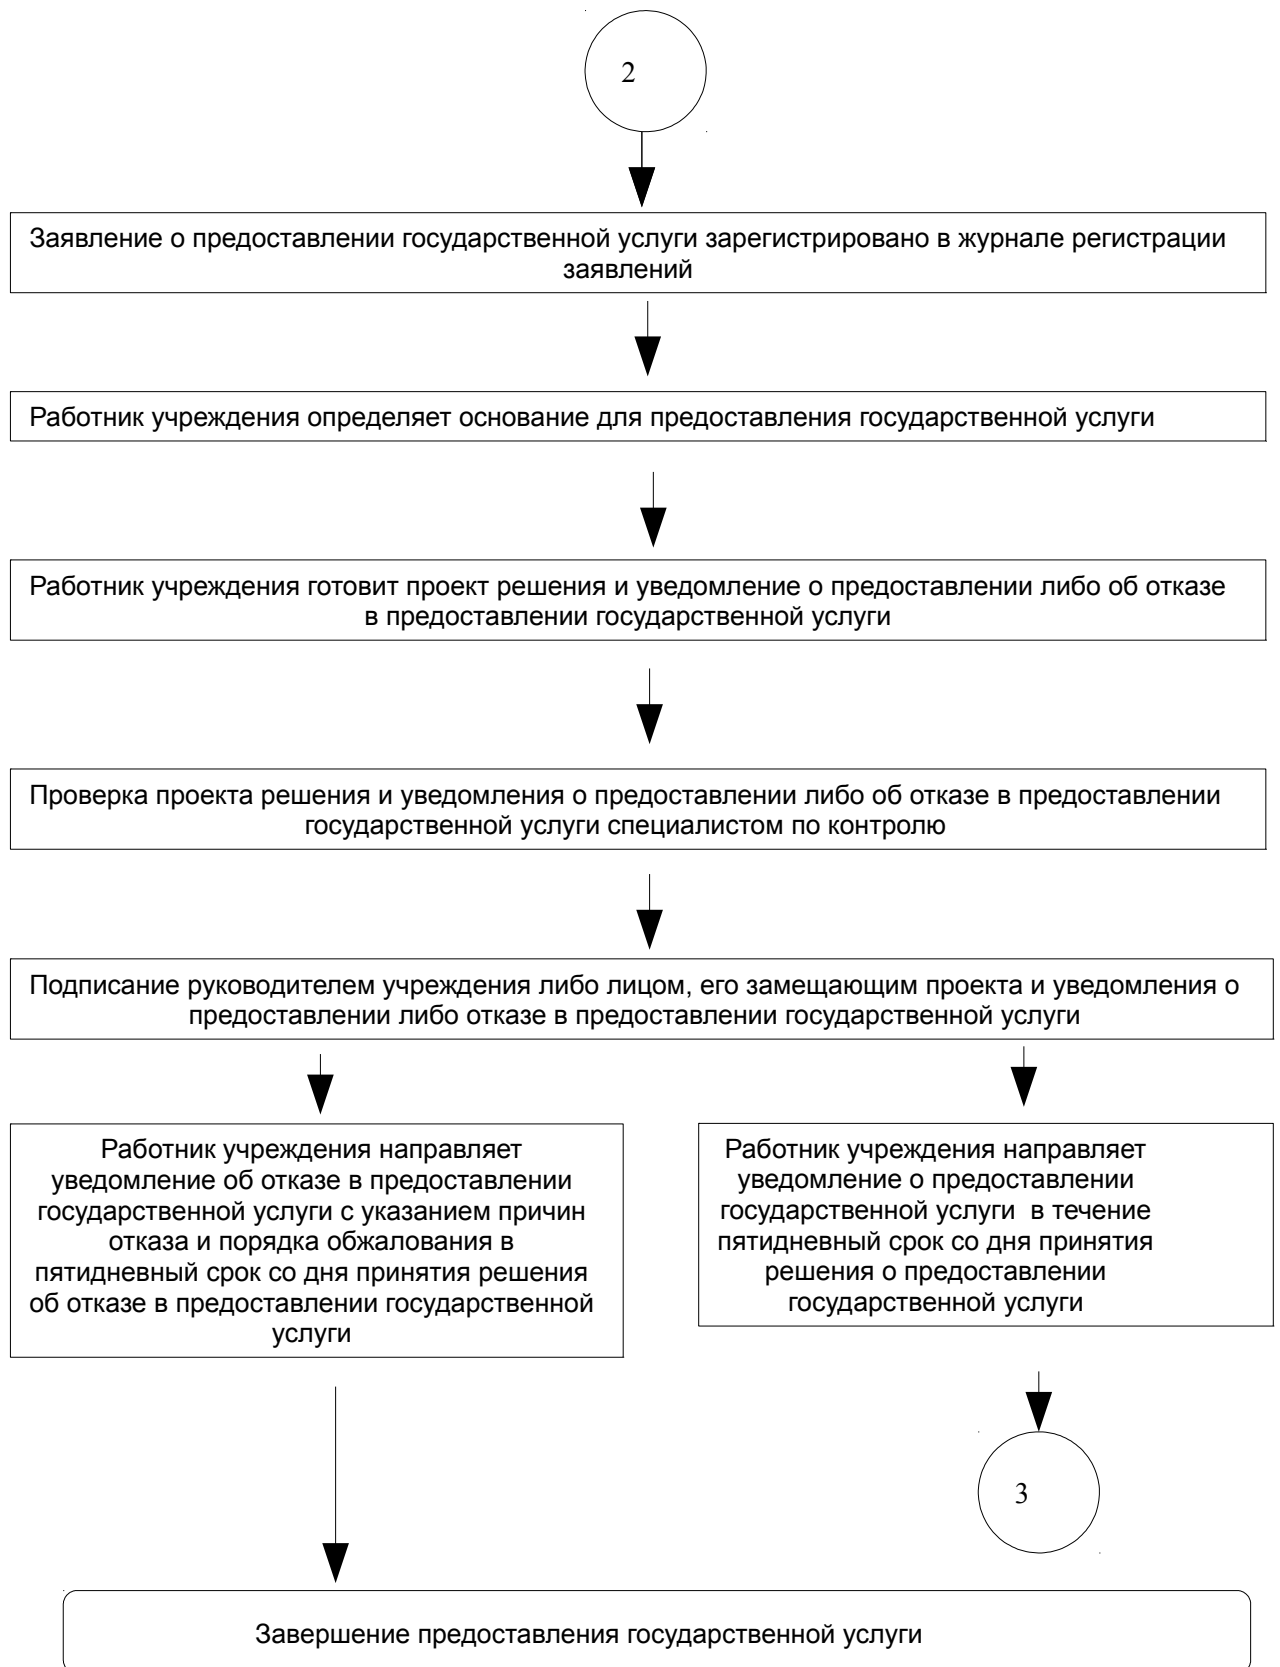 2
Заявление о предоставлении государственной услуги зарегистрировано в журнале регистрации
заявлений
Работник учреждения определяет основание для предоставления государственной услуги
Работник учреждения готовит проект решения и уведомление о предоставлении либо об отказе
в предоставлении государственной услуги
Проверка проекта решения и уведомления о предоставлении либо об отказе в предоставлении
государственной услуги специалистом по контролю
Подписание руководителем учреждения либо лицом, его замещающим проекта и уведомления о
предоставлении либо отказе в предоставлении государственной услуги
Работник учреждения направляет
уведомление об отказе в предоставлении
государственной услуги с указанием причин
отказа и порядка обжалования в
пятидневный срок со дня принятия решения
об отказе в предоставлении государственной
услуги
Работник учреждения направляет
уведомление о предоставлении
государственной услуги  в течение
пятидневный срок со дня принятия
решения о предоставлении
государственной услуги
3
Завершение предоставления государственной услуги